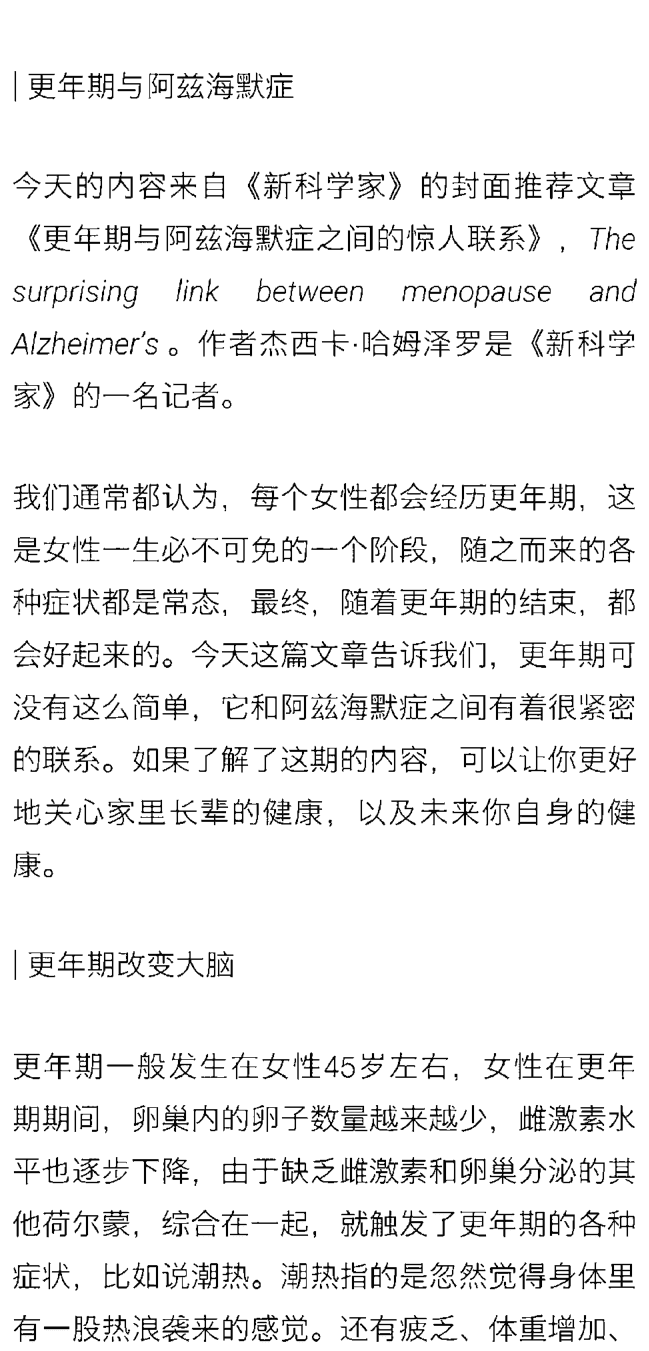 | 更年期与阿兹海默症
今天的内容来自《新科学家》的封面推荐文章
《更年期与阿兹海默症之间的惊人联系》，The
surprising link between menopause and
Alzheimer's 。作者杰西卡·哈姆泽罗是《新科学
家》的一名记者。
我们通常都认为，每个女性都会经历更年期，这
是女性一生必不可免的一个阶段，随之而来的各
种症状都是常态，最终，随着更年期的结束，都
会好起来的。今天这篇文章告诉我们，更年期可
没有这么简单，它和阿兹海默症之间有着很紧密
的联系。如果了解了这期的内容，可以让你更好
地关心家里长辈的健康，以及未来你自身的健
康。
| 更年期改变大脑
更年期一般发生在女性45岁左右，女性在更年
期期间，卵巢内的卵子数量越来越少，雌激素水
平也逐步下降，由于缺乏雌激素和卵巢分泌的其
他荷尔蒙，综合在一起，就触发了更年期的各种
症状，比如说潮热。潮热指的是忽然觉得身体里
有一股热浪袭来的感觉。还有疲乏、体重增加、